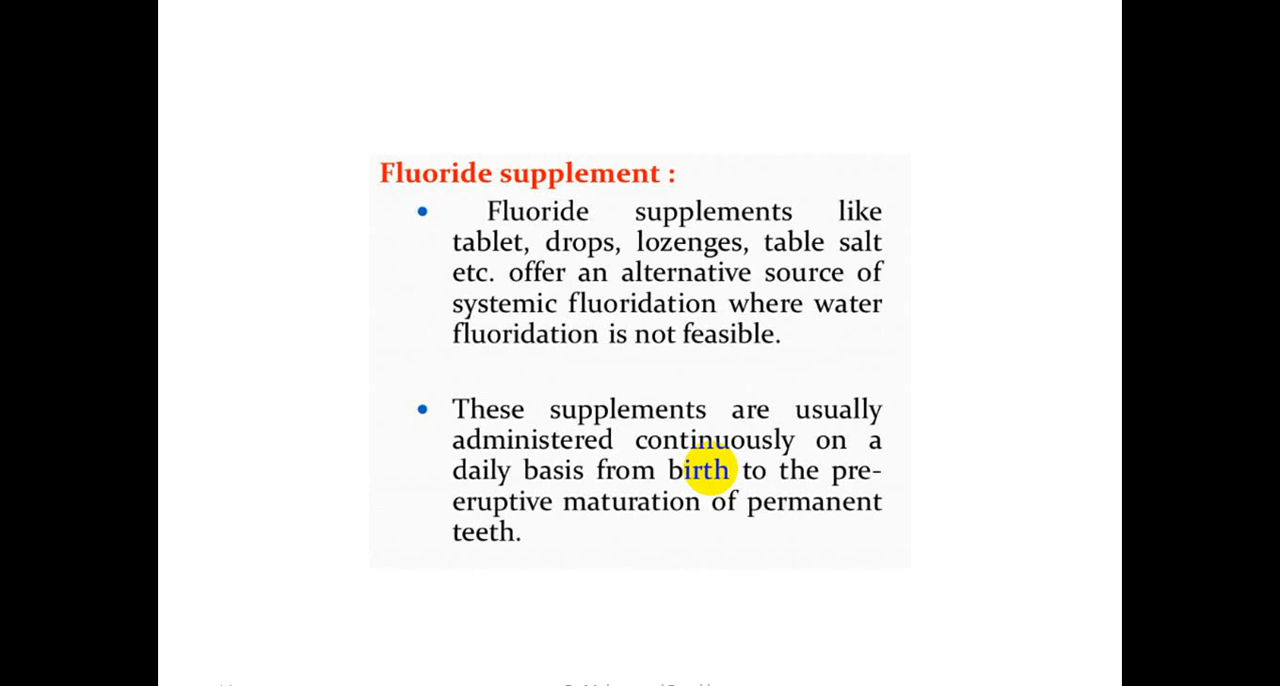 Fluoride supplement :
• Fluoride supplements like
tablet, drops, lozenges, table salt
etc. offer an alternative source of
systemic fluoridation where water
fluoridation is not feasible.
• These supplements are usually
administered continuously on a
daily basis from birth to the pre-
eruptive maturation of permanent
teeth.